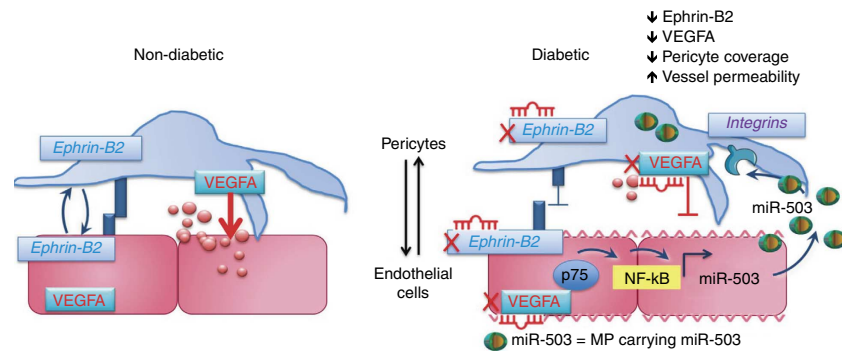 Non-diabetic
Ephrin-B2
VEGFA
Ephrin-B2
VEGFA
Pericytes
Endothelial
cells
Diabetic
↓ Ephrin-B2
↓ VEGFA
↓ Pericyte coverage
↑ Vessel permeability
Ephrin-B2
Integrins
VEGFA
miR-503
Ephrin-B2
p75
NF-kB
miR-503
VEGFA
miR-503 = MP carrying miR-503